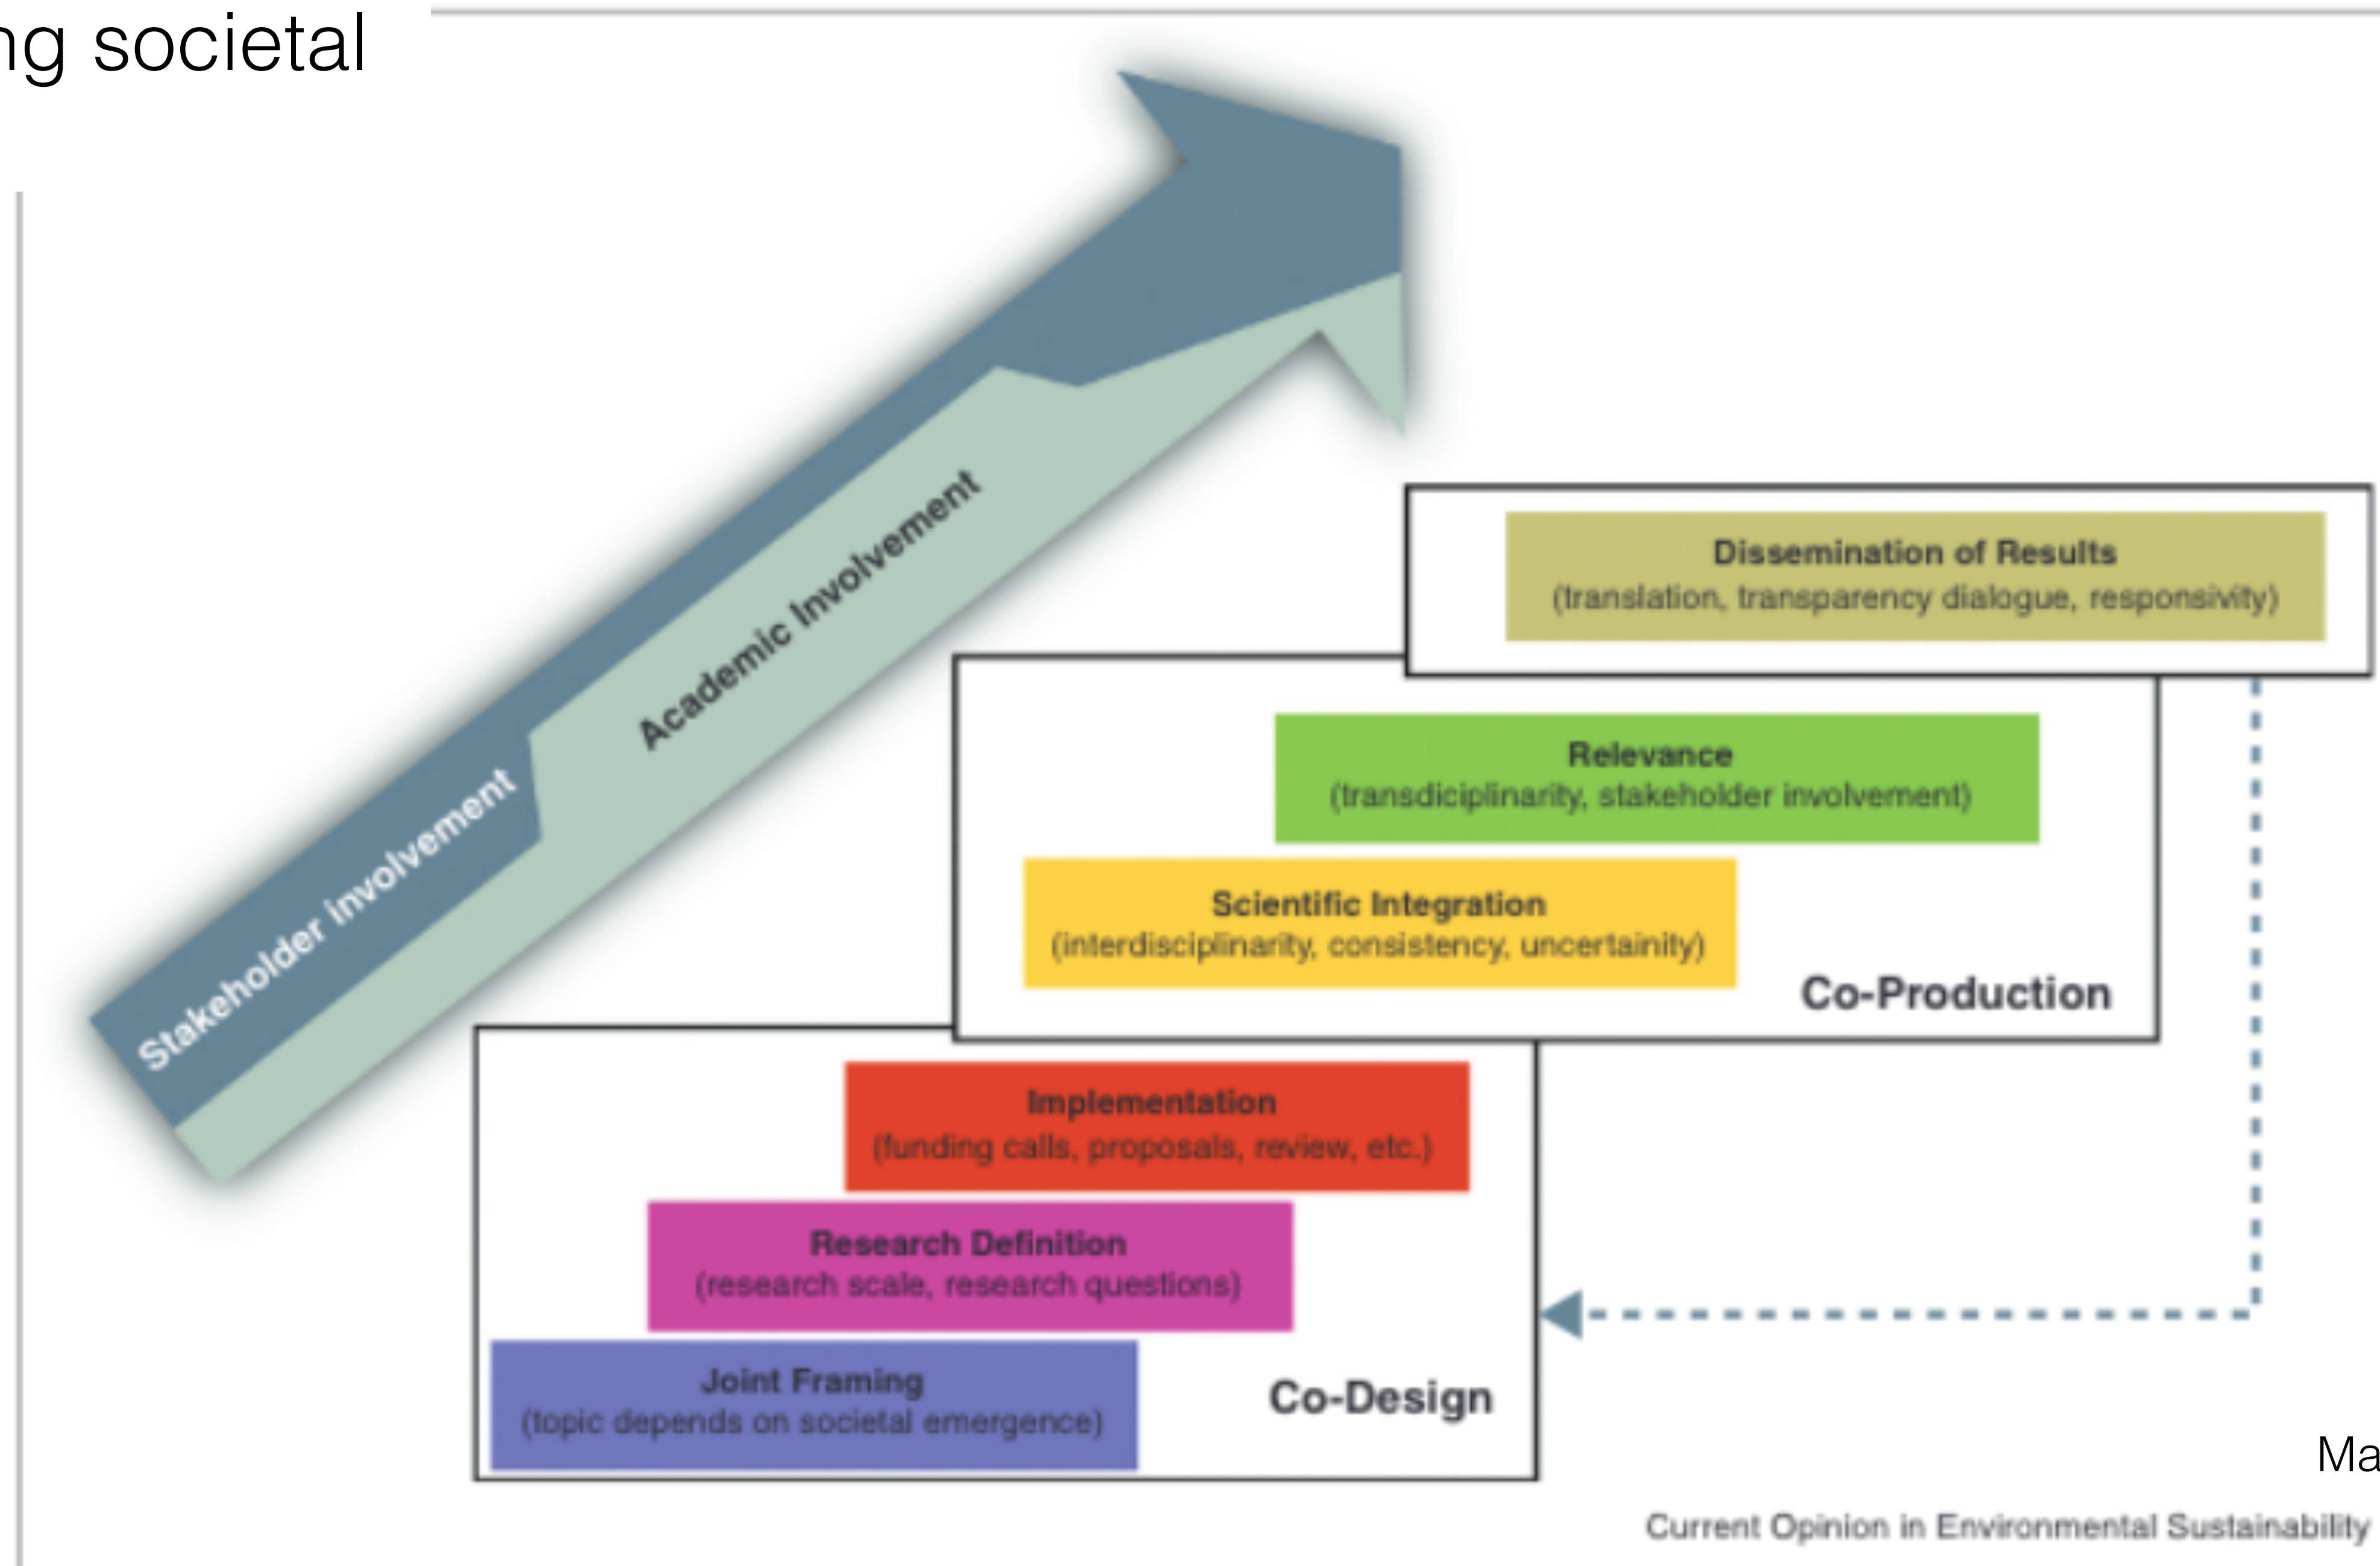 ng societal
Stakeholder involvement
Academic Involvement
Dissemination of Results
(translation, transparency dialogue, responsivity)
Relevance
(transdiciplinarity, stakeholder involvement)
Scientific Integration
(interdisciplinarity, consistency, uncertainity)
Co-Production
Implementation
(funding calls, proposals, review, etc.)
Research Definition
(research scale, research questions)
Joint Framing
(topic depends on societal emergence)
Co-Design
Ma
Current Opinion in Environmental Sustainability